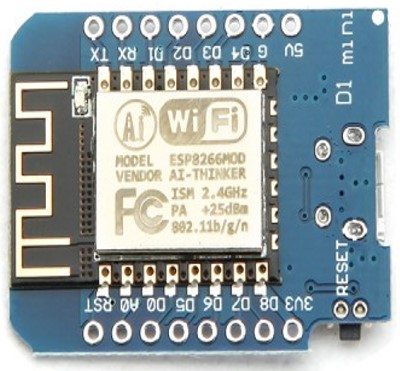 TX RX D1 D2 D3 D4 G 5V
D1 mini
Ai WiFi
MODEL ESP8266MOD
VENDOR AI-THINKER
FC ISM 2.4GHz
PA +25dBm
802.11b/g/n
RESET
RST A0 D0 D5 D6 D7 D8 3V3